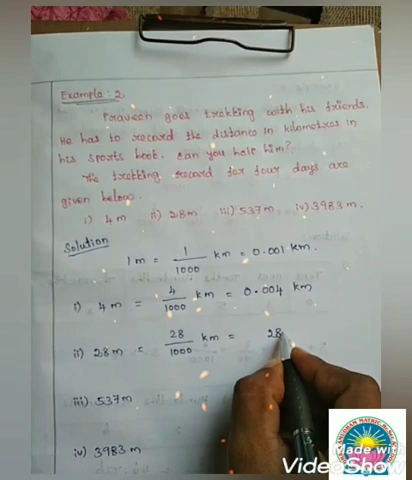 Example: 2
Praveen goes trekking with his friends.
He has to record the distance in kilometres in
his sports book. Can you help him?
The trekking record for four days are
given below.
i) 4 m ii) 28 m iii) 537 m iv) 3983 m.
Solution
1 m = 1/1000 km = 0.001 km.
i) 4 m = 4/1000 km = 0.004 km
ii) 28 m = 28/1000 km = 28
iii) 537 m
iv) 3983 m
Made with
VideoShow